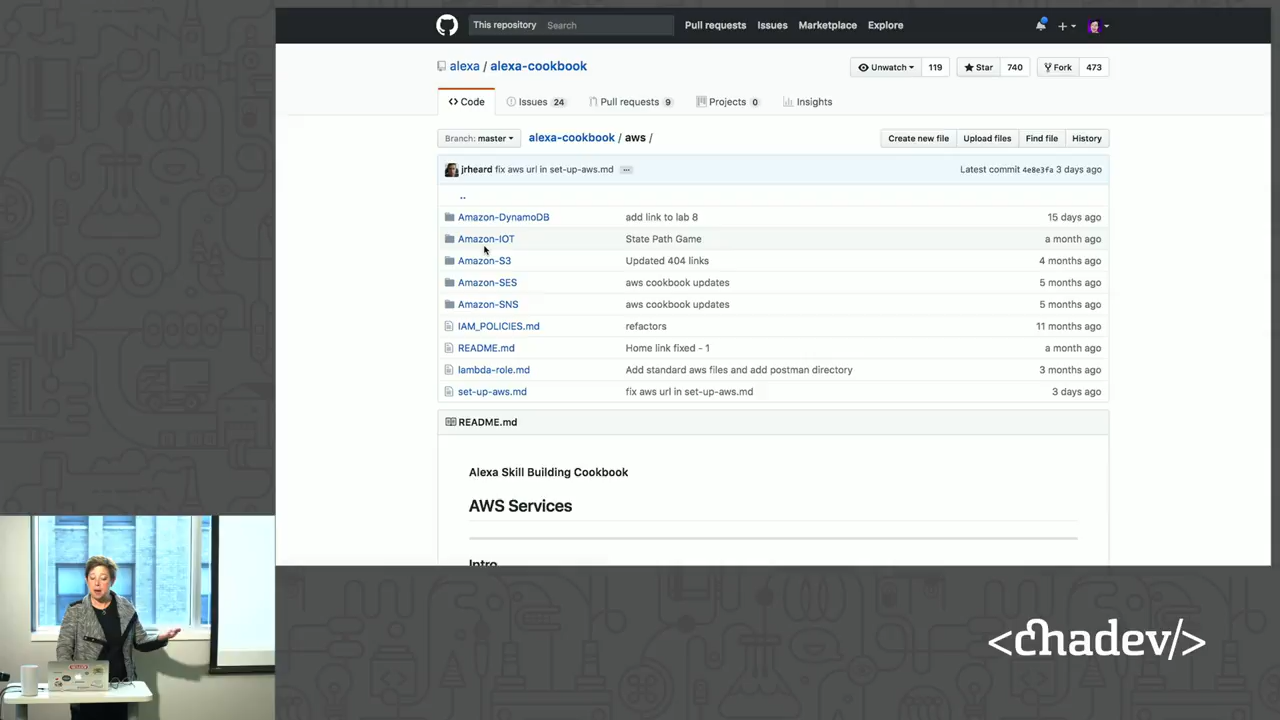 This repository Search Pull requests Issues Marketplace Explore
alexa / alexa-cookbook Unwatch 119 Star 740 Fork 473
Code Issues 24 Pull requests 9 Projects 0 Insights
Branch: master alexa-cookbook / aws / Create new file Upload files Find file History
jrheard fix aws url in set-up-aws.md ... Latest commit 4e8e3fa 3 days ago
..
Amazon-DynamoDB add link to lab 8 15 days ago
Amazon-IOT State Path Game a month ago
Amazon-S3 Updated 404 links 4 months ago
Amazon-SES aws cookbook updates 5 months ago
Amazon-SNS aws cookbook updates 5 months ago
IAM_POLICIES.md refactors 11 months ago
README.md Home link fixed - 1 a month ago
lambda-role.md Add standard aws files and add postman directory 3 months ago
set-up-aws.md fix aws url in set-up-aws.md 3 days ago
README.md
Alexa Skill Building Cookbook
AWS Services
Intro
<chadev/>